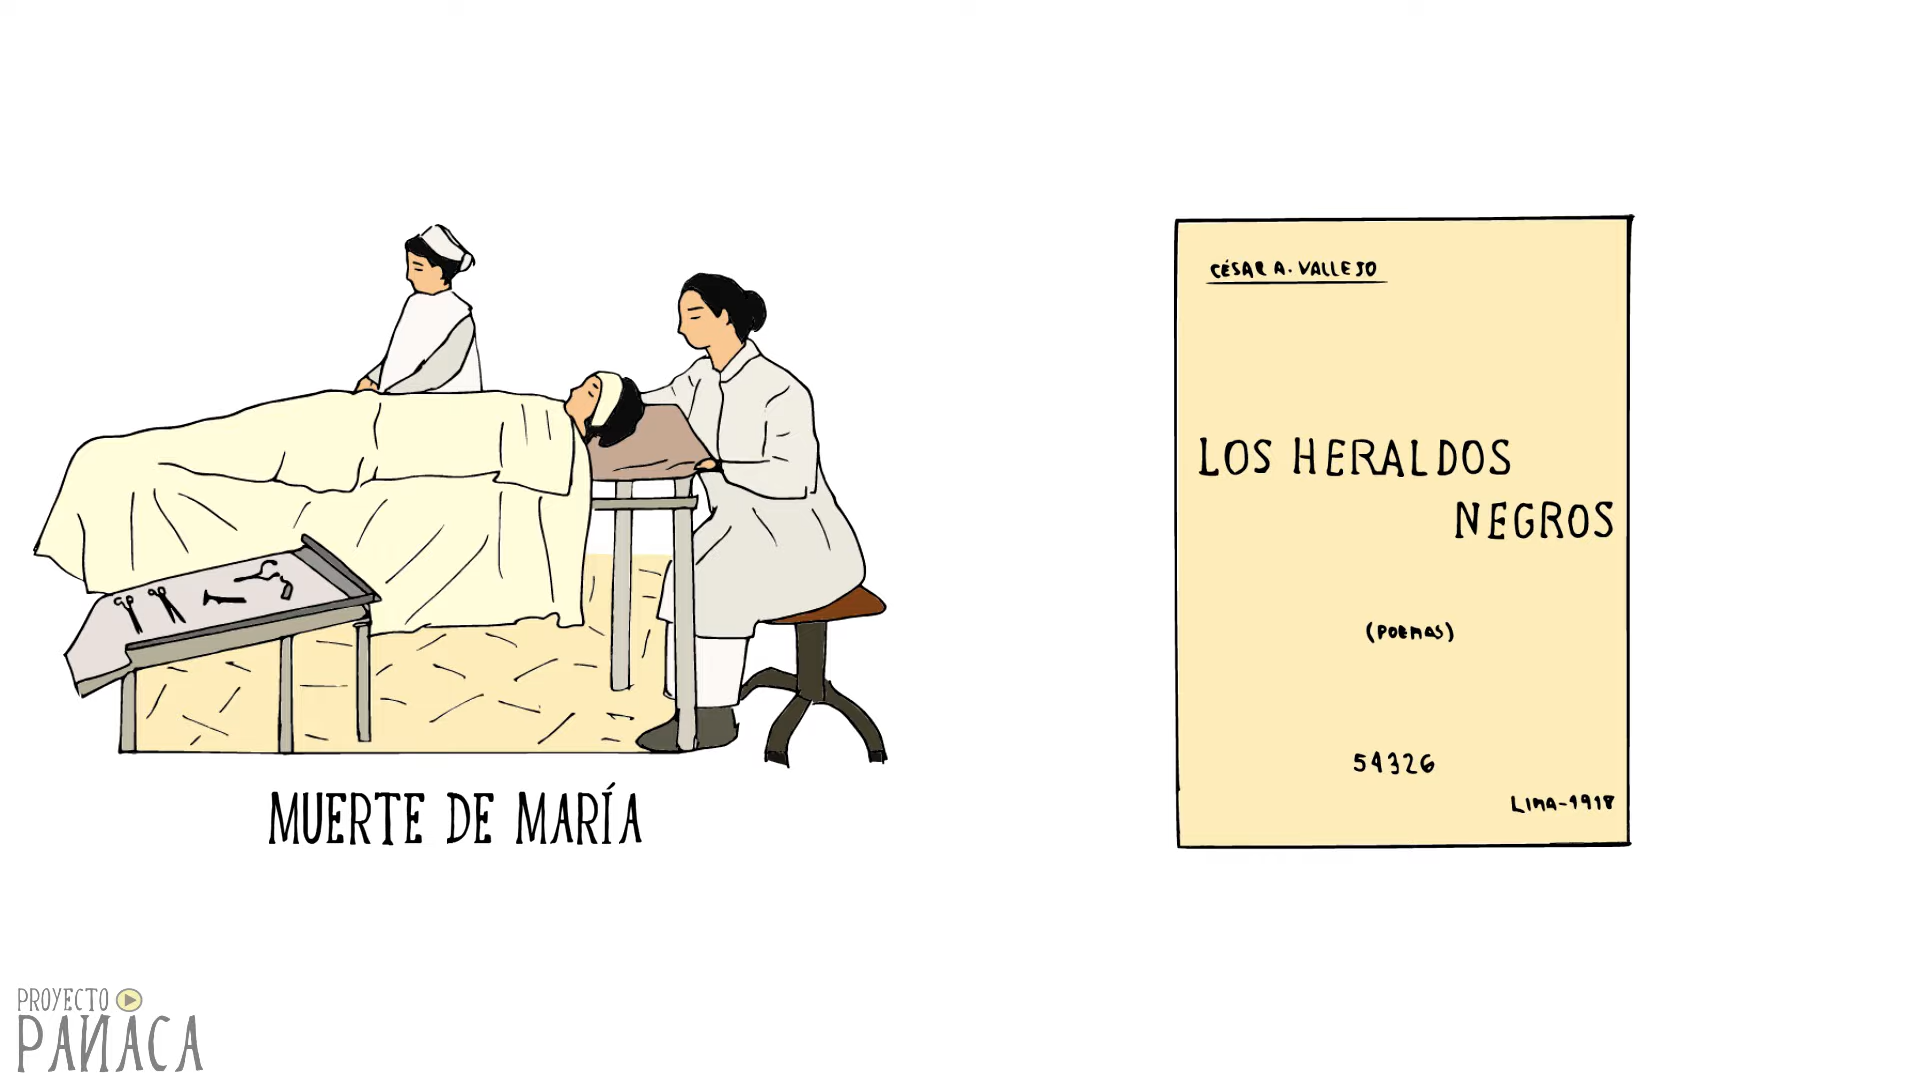 MUERTE DE MARÍA
CÉSAR A. VALLEJO
LOS HERALDOS
NEGROS
(POEMAS)
54326
LIMA-1918
PROYECTO
PANACA